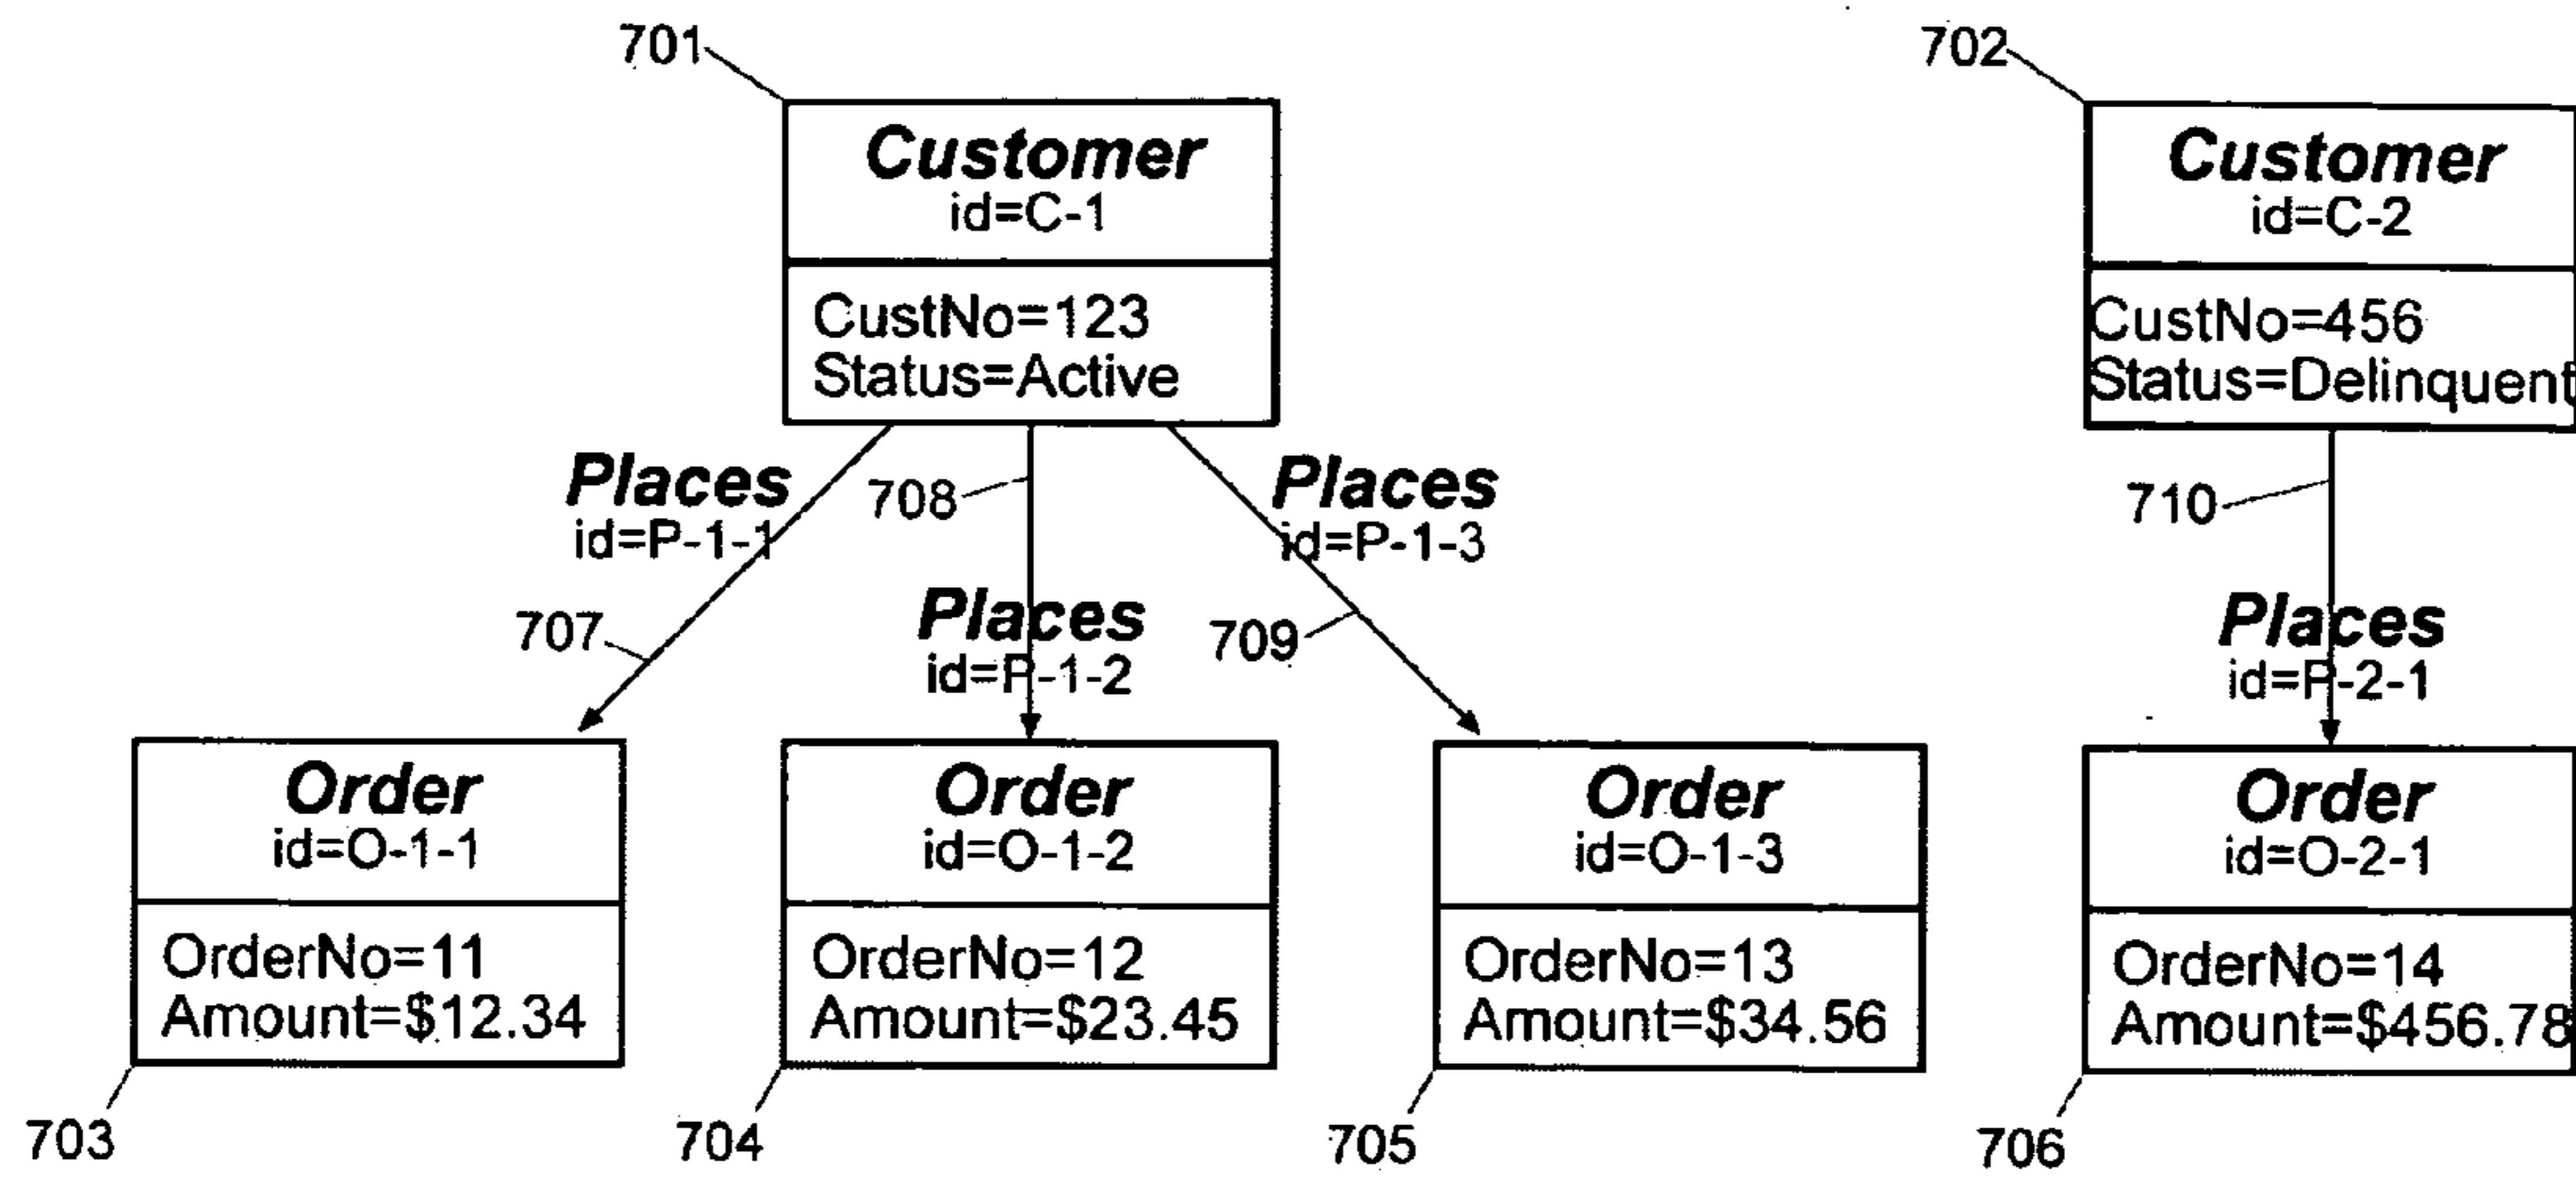 701
702
Customer
id=C-1
CustNo=123
Status=Active
Customer
id=C-2
CustNo=456
Status=Delinquent
Places
id=P-1-1
708
Places
id=P-1-3
710
707
Places
id=P-1-2
709
Places
id=P-2-1
Order
id=O-1-1
OrderNo=11
Amount=$12.34
Order
id=O-1-2
OrderNo=12
Amount=$23.45
Order
id=O-1-3
OrderNo=13
Amount=$34.56
Order
id=O-2-1
OrderNo=14
Amount=$456.78
703
704
705
706